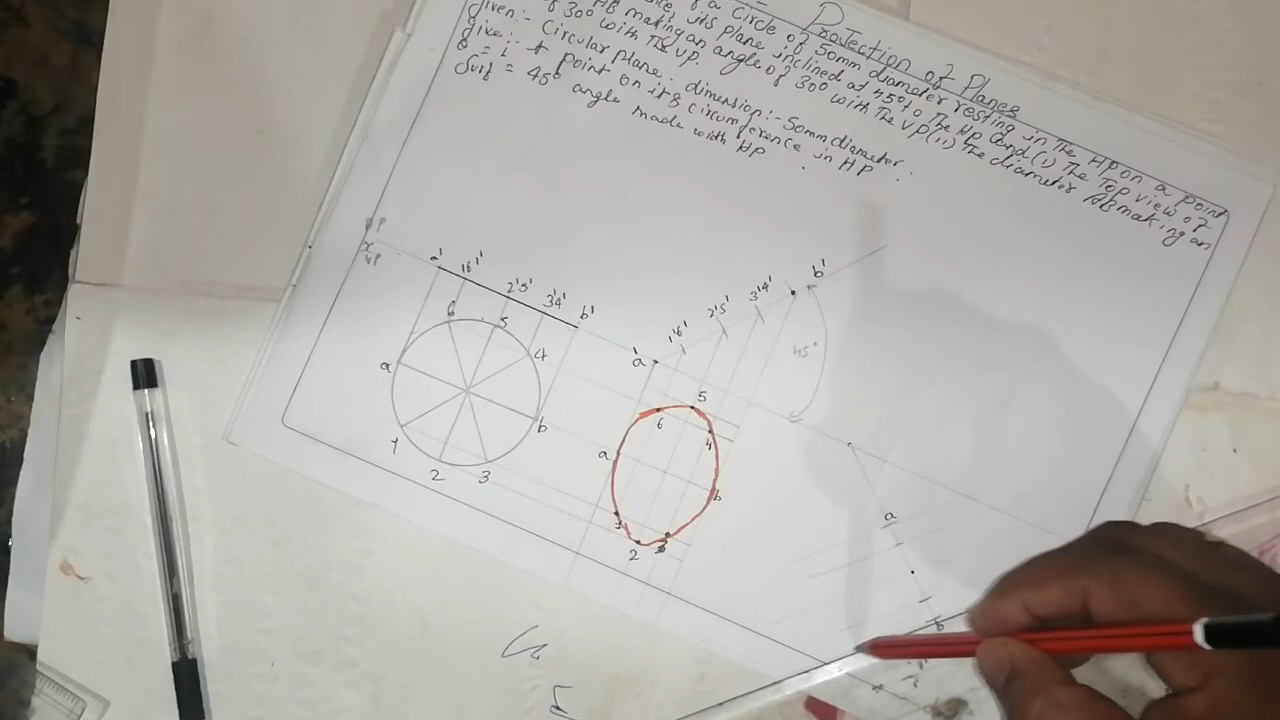 Projection of Planes
of a Circle of 50mm diameter resting in the HP on a point
its plane inclined at 45° to the HP and (1) The Top view of
AB making an angle of 30° with The VP (11) The diameter AB making an
of 30° with The VP.
given:- Circular plane. dimension:- 50mm diameter.
give:- A point on its circumference in HP
Surf = 45° angle made with HP.
VP
X
a' 1'6' 2'5' 3'4' b'
6 5
a 4
b
1
2 3
a' 1'6' 2'5' 3'4' b'
45°
5
6
4
a
b
1
2 3
a
b